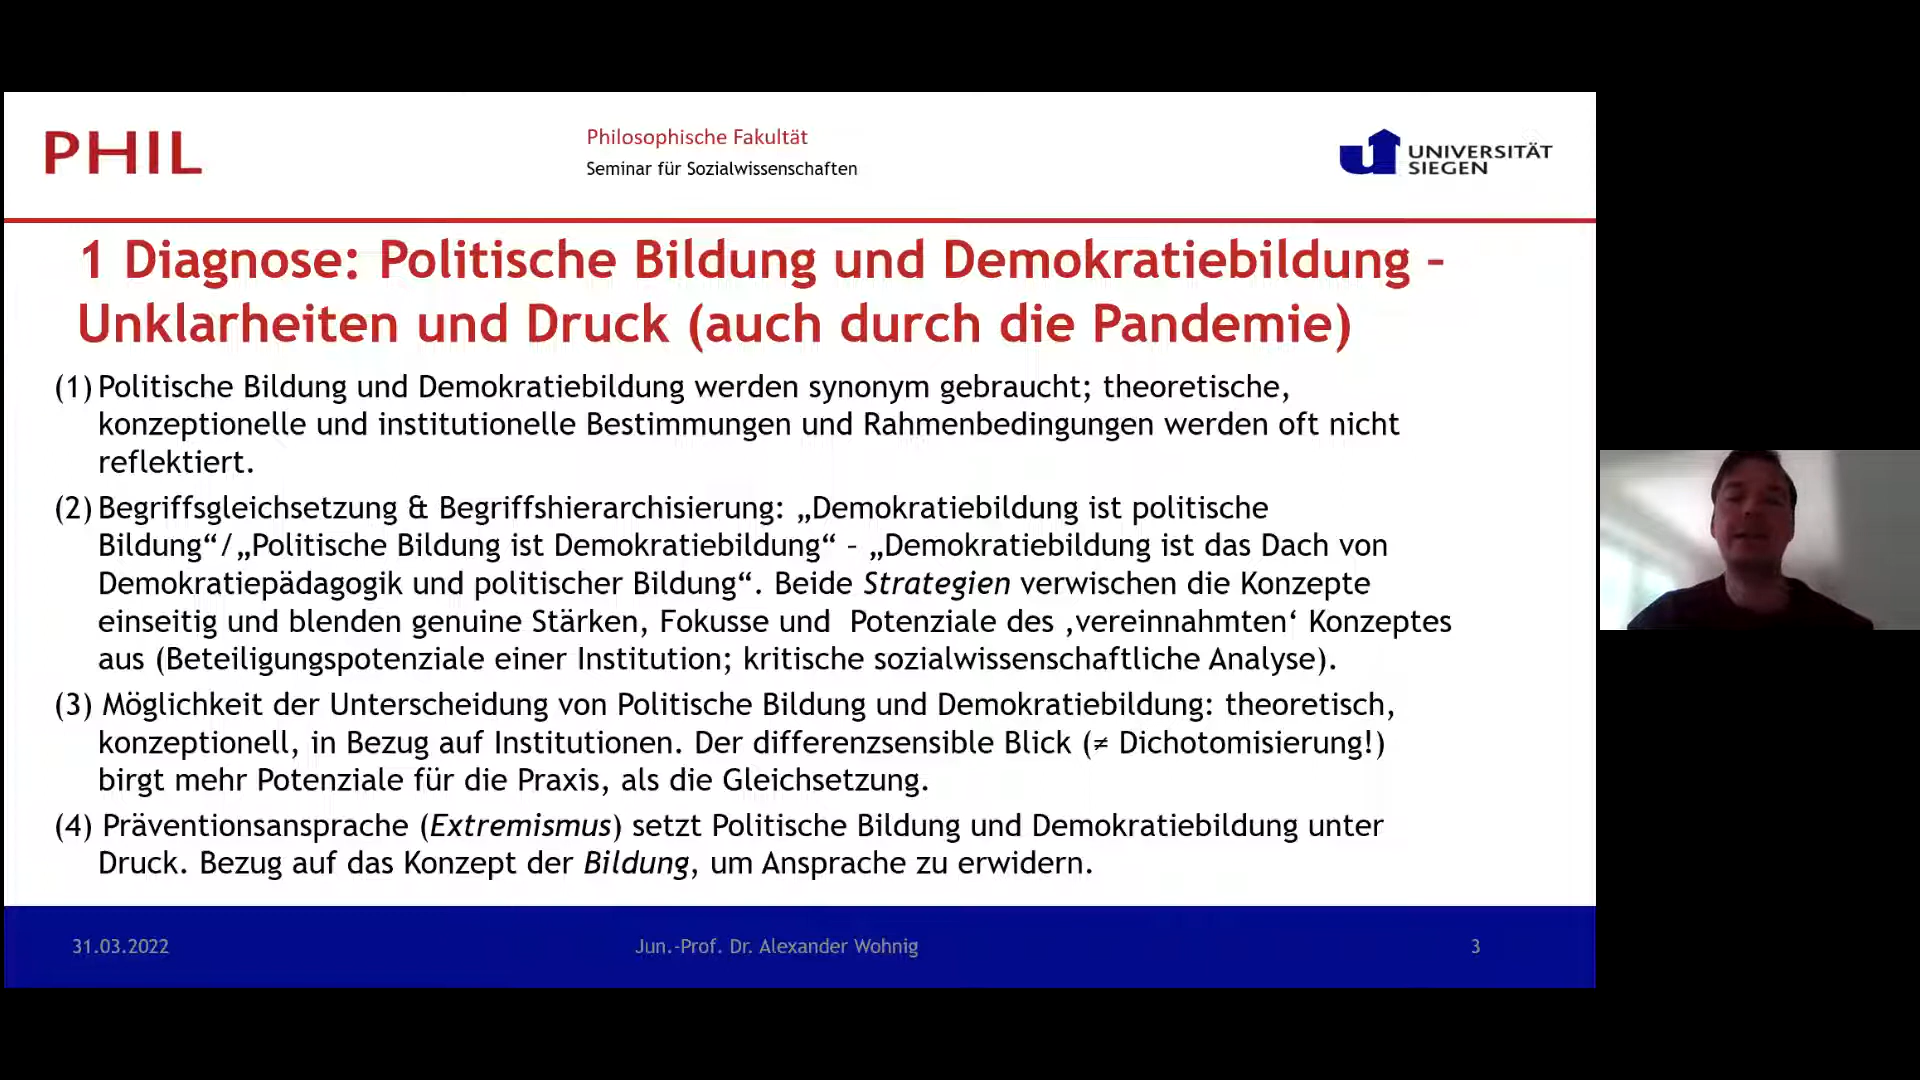 PHIL
Philosophische Fakultät
Seminar für Sozialwissenschaften
UNIVERSITÄT
SIEGEN
1 Diagnose: Politische Bildung und Demokratiebildung –
Unklarheiten und Druck (auch durch die Pandemie)
(1) Politische Bildung und Demokratiebildung werden synonym gebraucht; theoretische,
konzeptionelle und institutionelle Bestimmungen und Rahmenbedingungen werden oft nicht
reflektiert.
(2) Begriffsgleichsetzung & Begriffshierarchisierung: „Demokratiebildung ist politische
Bildung“/„Politische Bildung ist Demokratiebildung“ – „Demokratiebildung ist das Dach von
Demokratiepädagogik und politischer Bildung“. Beide Strategien verwischen die Konzepte
einseitig und blenden genuine Stärken, Fokusse und Potenziale des ‚vereinnahmten‘ Konzeptes
aus (Beteiligungspotenziale einer Institution; kritische sozialwissenschaftliche Analyse).
(3) Möglichkeit der Unterscheidung von Politische Bildung und Demokratiebildung: theoretisch,
konzeptionell, in Bezug auf Institutionen. Der differenzsensible Blick (≠ Dichotomisierung!)
birgt mehr Potenziale für die Praxis, als die Gleichsetzung.
(4) Präventionsansprache (Extremismus) setzt Politische Bildung und Demokratiebildung unter
Druck. Bezug auf das Konzept der Bildung, um Ansprache zu erwidern.
31.03.2022
Jun.-Prof. Dr. Alexander Wohnig
3